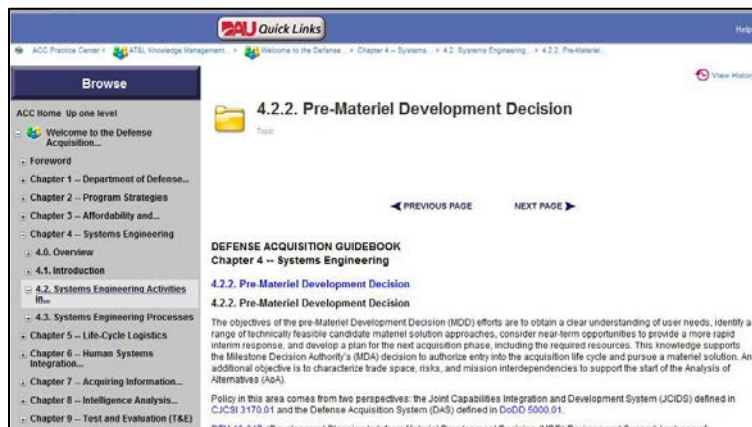 DAU Quick Links
Help
ACC Practice Center » AT&L Knowledge Management... » Welcome to the Defense... » Chapter 4 -- Systems... » 4.2. Systems Engineering... » 4.2.2. Pre-Materiel...
Browse
ACC Home Up one level
Welcome to the Defense
Acquisition...
Foreword
Chapter 1 -- Department of Defense...
Chapter 2 -- Program Strategies
Chapter 3 -- Affordability and...
Chapter 4 -- Systems Engineering
4.0. Overview
4.1. Introduction
4.2. Systems Engineering Activities
in...
4.3. Systems Engineering Processes
Chapter 5 -- Life-Cycle Logistics
Chapter 6 -- Human Systems
Integration...
Chapter 7 -- Acquiring Information...
Chapter 8 -- Intelligence Analysis...
Chapter 9 -- Test and Evaluation (T&E)
View History
4.2.2. Pre-Materiel Development Decision
Topic
PREVIOUS PAGE NEXT PAGE
DEFENSE ACQUISITION GUIDEBOOK
Chapter 4 -- Systems Engineering
4.2.2. Pre-Materiel Development Decision
4.2.2. Pre-Materiel Development Decision
The objectives of the pre-Materiel Development Decision (MDD) efforts are to obtain a clear understanding of user needs, identify a
range of technically feasible candidate materiel solution approaches, consider near-term opportunities to provide a more rapid
interim response, and develop a plan for the next acquisition phase, including the required resources. This knowledge supports
the Milestone Decision Authority's (MDA) decision to authorize entry into the acquisition life cycle and pursue a materiel solution. An
additional objective is to characterize trade space, risks, and mission interdependencies to support the start of the Analysis of
Alternatives (AoA).
Policy in this area comes from two perspectives: the Joint Capabilities Integration and Development System (JCIDS) defined in
CJCSI 3170.01 and the Defense Acquisition System (DAS) defined in DoDD 5000.01.